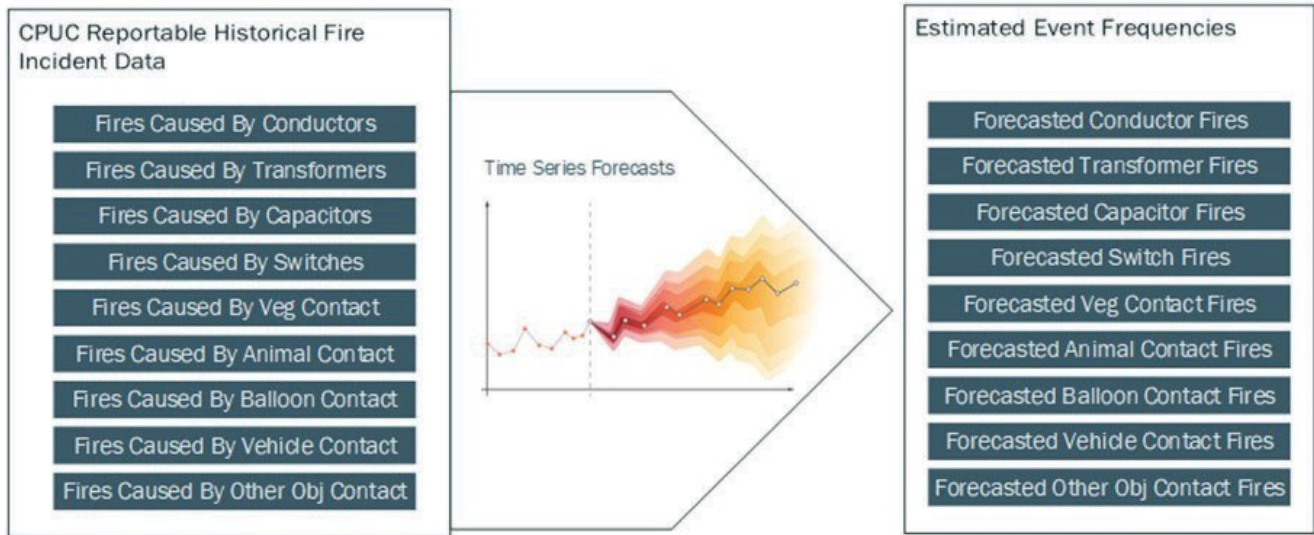 CPUC Reportable Historical Fire
Incident Data
Fires Caused By Conductors
Fires Caused By Transformers
Fires Caused By Capacitors
Fires Caused By Switches
Fires Caused By Veg Contact
Fires Caused By Animal Contact
Fires Caused By Balloon Contact
Fires Caused By Vehicle Contact
Fires Caused By Other Obj Contact
Time Series Forecasts
Estimated Event Frequencies
Forecasted Conductor Fires
Forecasted Transformer Fires
Forecasted Capacitor Fires
Forecasted Switch Fires
Forecasted Veg Contact Fires
Forecasted Animal Contact Fires
Forecasted Balloon Contact Fires
Forecasted Vehicle Contact Fires
Forecasted Other Obj Contact Fires